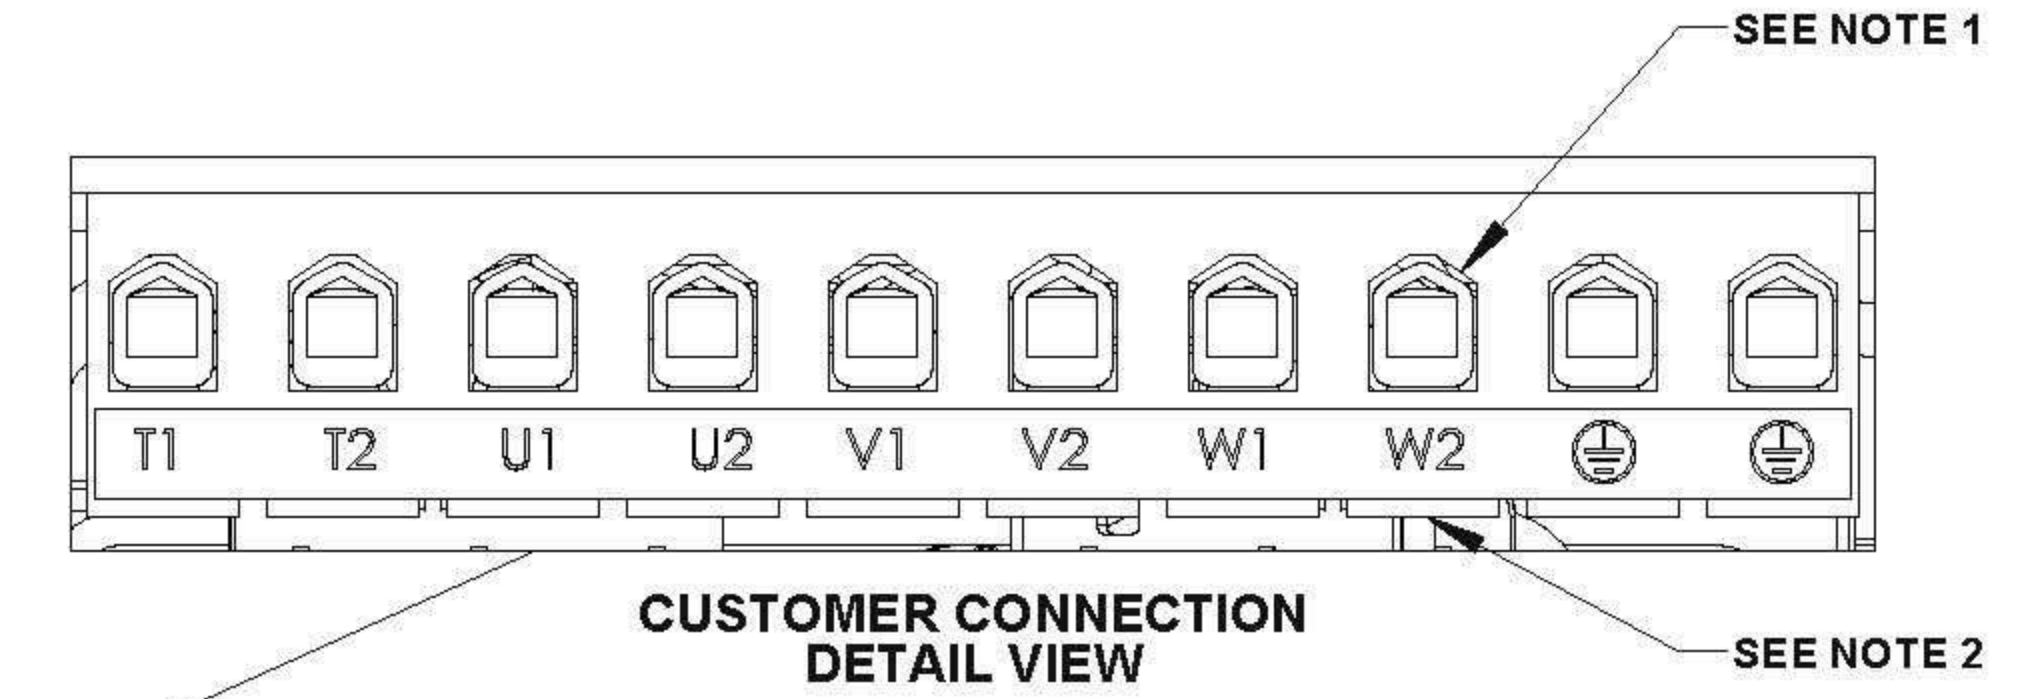 SEE NOTE 1
T1 T2 U1 U2 V1 V2 W1 W2
CUSTOMER CONNECTION
DETAIL VIEW
SEE NOTE 2